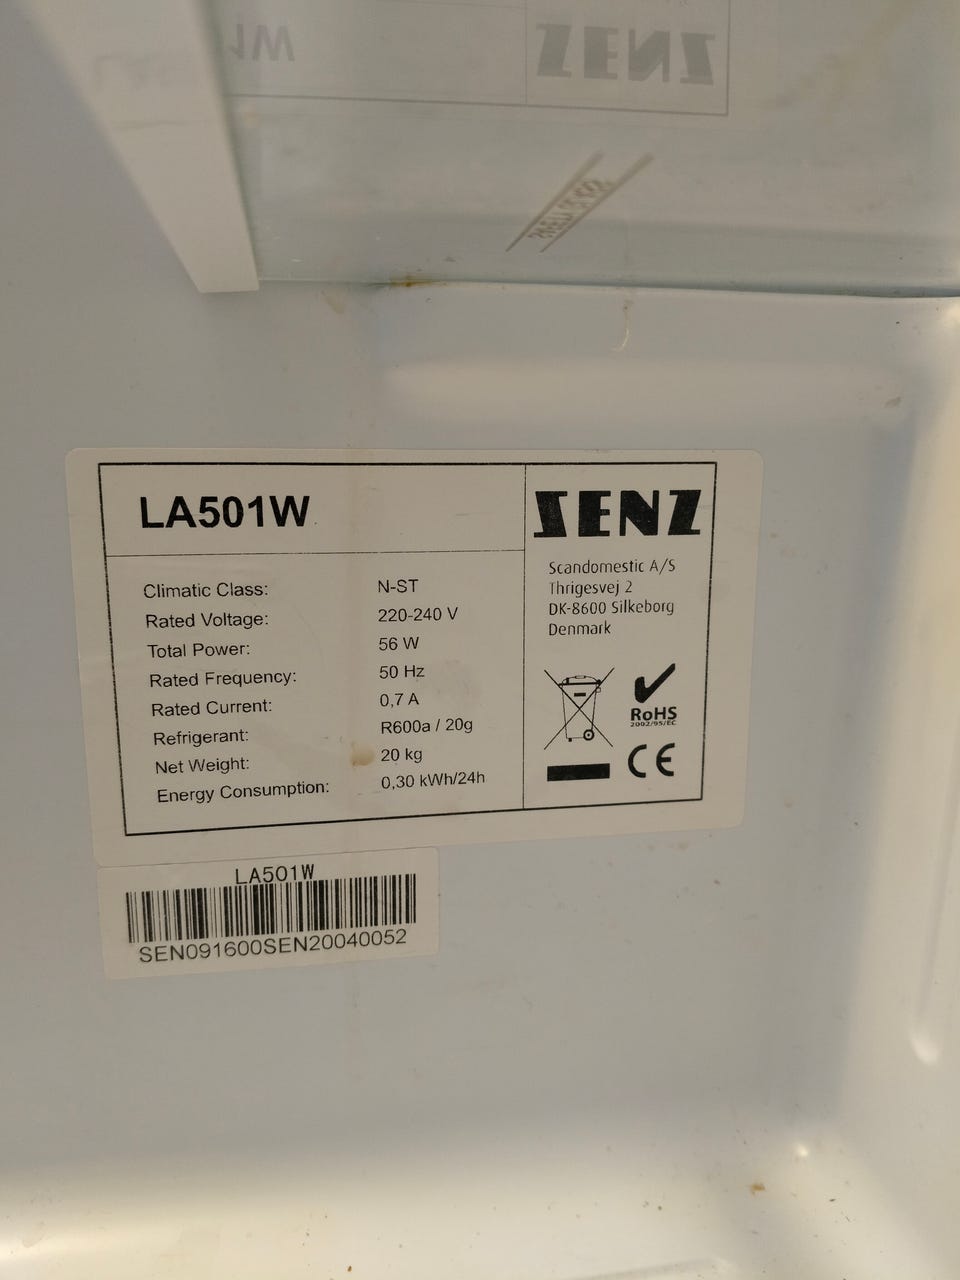 LA501W
SENZ
Climatic Class: N-ST
Rated Voltage: 220-240 V
Total Power: 56 W
Rated Frequency: 50 Hz
Rated Current: 0,7 A
Refrigerant: R600a / 20g
Net Weight: 20 kg
Energy Consumption: 0,30 kWh/24h
Scandomestic A/S
Thrigesvej 2
DK-8600 Silkeborg
Denmark
RoHS
2002/95/EC
CE
LA501W
SEN091600SEN20040052